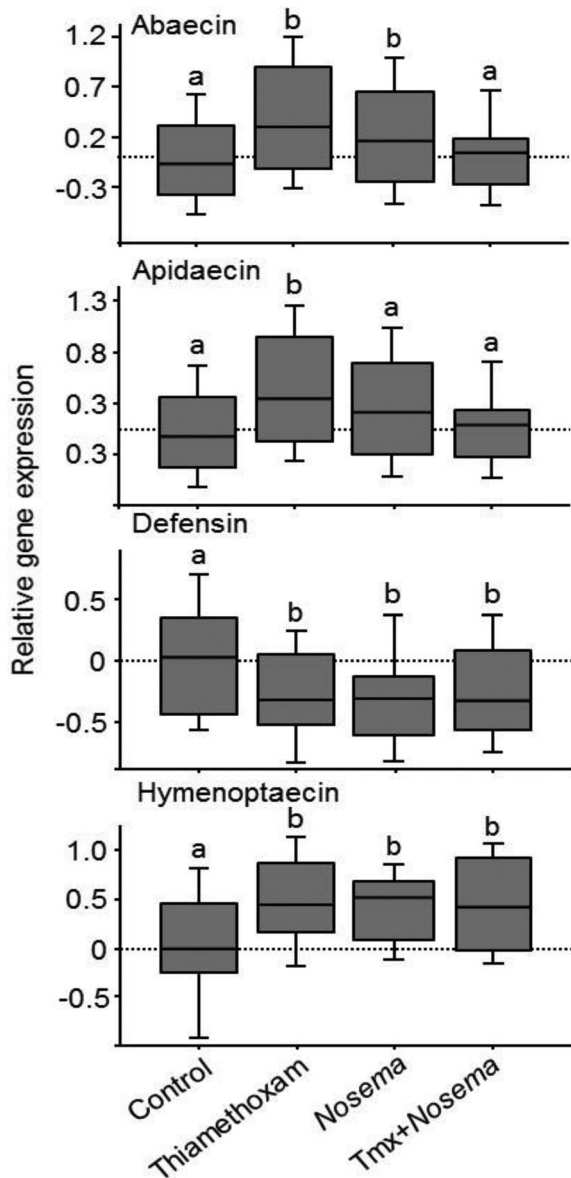 Relative gene expression
Abaecin
1.2
0.7
0.2
-0.3
a
b
b
a
Apidaecin
1.3
0.8
0.3
0.3
a
b
a
a
Defensin
0.5
0
-0.5
a
b
b
b
Hymenoptaecin
1.0
0.5
0
-0.5
a
b
b
b
Control
Thiamethoxam
Nosema
Tmx+Nosema